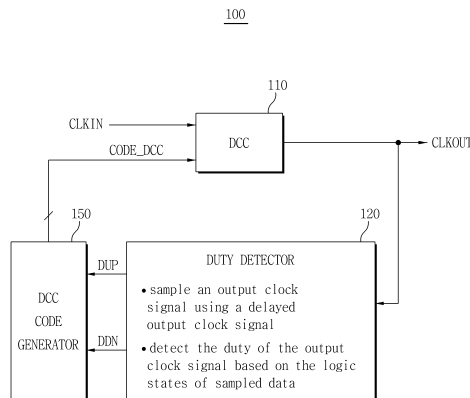 100
110
CLKIN
DCC
CLKOUT
CODE_DCC
150
120
DUTY DETECTOR
DUP
• sample an output clock
signal using a delayed
output clock signal
DCC
CODE
GENERATOR
DDN
• detect the duty of the output
clock signal based on the logic
states of sampled data